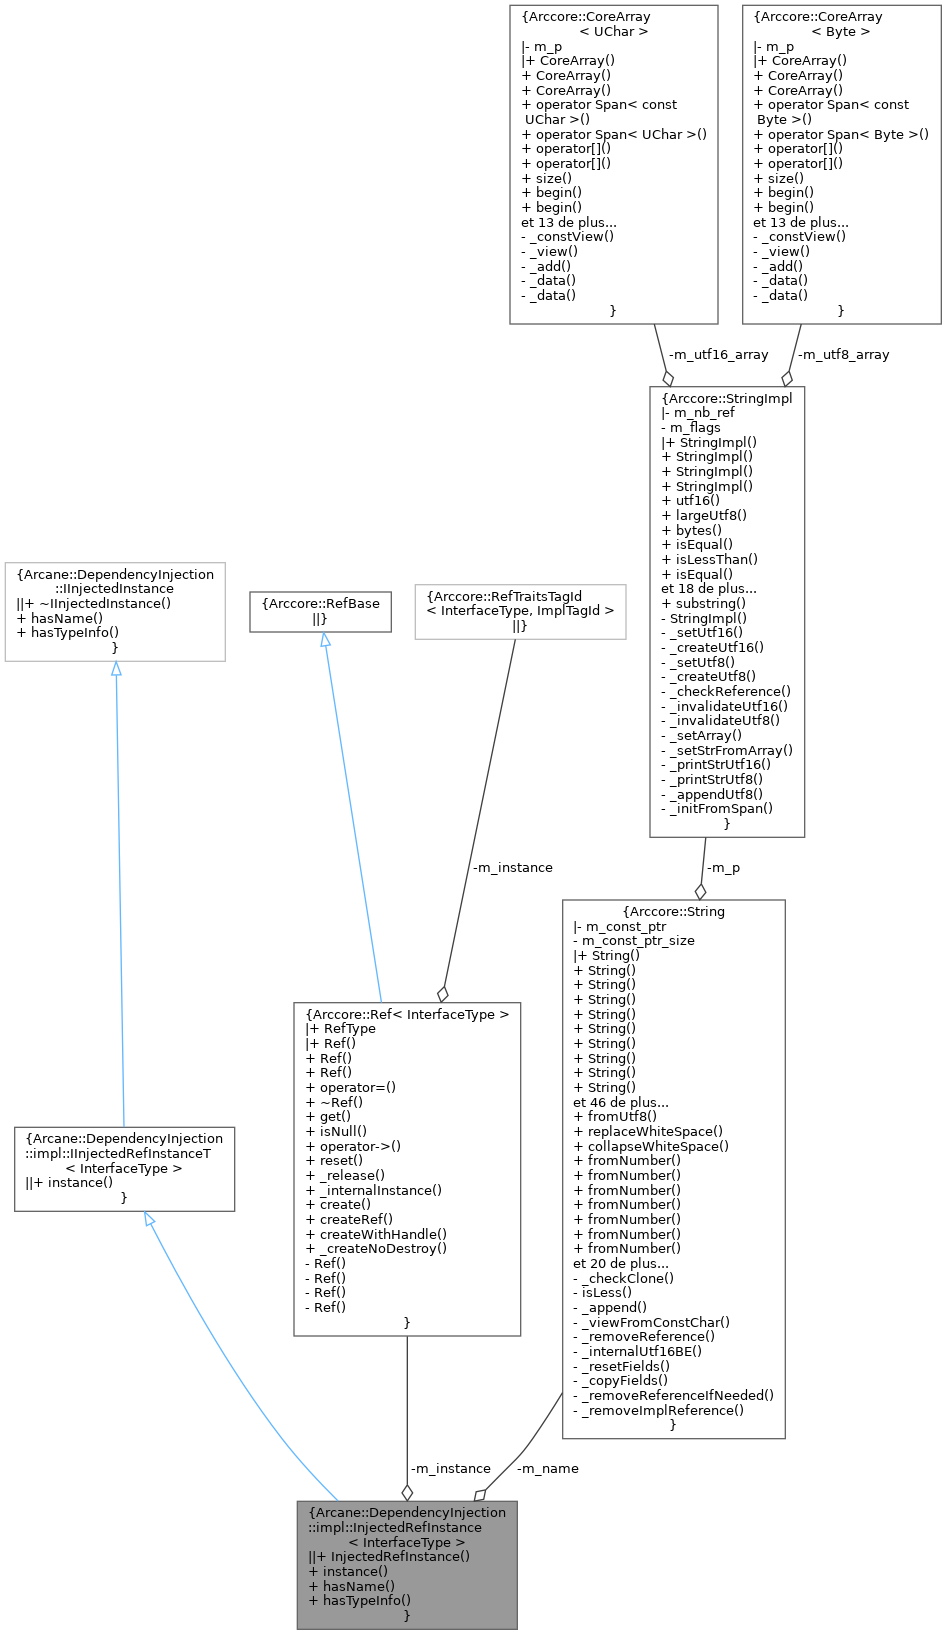 {Arccore::CoreArray
< UChar >
|- m_p
|+ CoreArray()
+ CoreArray()
+ CoreArray()
+ operator Span< const
UChar >()
+ operator Span< UChar >()
+ operator[]()
+ operator[]()
+ size()
+ begin()
+ begin()
et 13 de plus...
- _constView()
- _view()
- _add()
- _data()
- _data()
}
{Arccore::CoreArray
< Byte >
|- m_p
|+ CoreArray()
+ CoreArray()
+ CoreArray()
+ operator Span< const
Byte >()
+ operator Span< Byte >()
+ operator[]()
+ operator[]()
+ size()
+ begin()
+ begin()
et 13 de plus...
- _constView()
- _view()
- _add()
- _data()
- _data()
}
-m_utf16_array
-m_utf8_array
{Arccore::StringImpl
|- m_nb_ref
- m_flags
|+ StringImpl()
+ StringImpl()
+ StringImpl()
+ StringImpl()
+ utf16()
+ largeUtf8()
+ bytes()
+ isEqual()
+ isLessThan()
+ isEqual()
et 18 de plus...
+ substring()
- StringImpl()
- _setUtf16()
- _createUtf16()
- _setUtf8()
- _createUtf8()
- _checkReference()
- _invalidateUtf16()
- _invalidateUtf8()
- _setArray()
- _setStrFromArray()
- _printStrUtf16()
- _printStrUtf8()
- _appendUtf8()
- _initFromSpan()
}
{Arcane::DependencyInjection
::IInjectedInstance
||+ ~IInjectedInstance()
+ hasName()
+ hasTypeInfo()
}
{Arccore::RefBase
||}
{Arccore::RefTraitsTagId
< InterfaceType, ImplTagId >
||}
-m_instance
-m_p
{Arccore::String
|- m_const_ptr
- m_const_ptr_size
|+ String()
+ String()
+ String()
+ String()
+ String()
+ String()
+ String()
+ String()
+ String()
+ String()
et 46 de plus...
+ fromUtf8()
+ replaceWhiteSpace()
+ collapseWhiteSpace()
+ fromNumber()
+ fromNumber()
+ fromNumber()
+ fromNumber()
+ fromNumber()
+ fromNumber()
+ fromNumber()
et 20 de plus...
- _checkClone()
- isLess()
- _append()
- _viewFromConstChar()
- _removeReference()
- _internalUtf16BE()
- _resetFields()
- _copyFields()
- _removeReferenceIfNeeded()
- _removeImplReference()
}
{Arccore::Ref< InterfaceType >
|+ RefType
|+ Ref()
+ Ref()
+ Ref()
+ operator=()
+ ~Ref()
+ get()
+ isNull()
+ operator->()
+ reset()
+ _release()
+ _internalInstance()
+ create()
+ createRef()
+ createWithHandle()
+ _createNoDestroy()
- Ref()
- Ref()
- Ref()
- Ref()
}
{Arcane::DependencyInjection
::impl::IInjectedRefInstanceT
< InterfaceType >
||+ instance()
}
-m_instance
-m_name
{Arcane::DependencyInjection
::impl::InjectedRefInstance
< InterfaceType >
||+ InjectedRefInstance()
+ instance()
+ hasName()
+ hasTypeInfo()
}